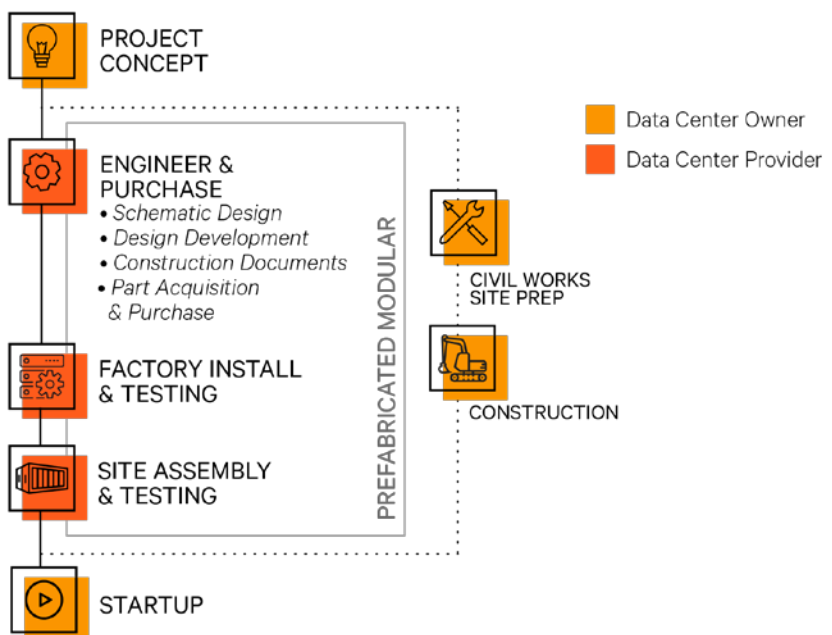 PROJECT
CONCEPT
Data Center Owner
Data Center Provider
ENGINEER &
PURCHASE
• Schematic Design
• Design Development
• Construction Documents
• Part Acquisition
& Purchase
PREFABRICATED MODULAR
CIVIL WORKS
SITE PREP
FACTORY INSTALL
& TESTING
CONSTRUCTION
SITE ASSEMBLY
& TESTING
STARTUP